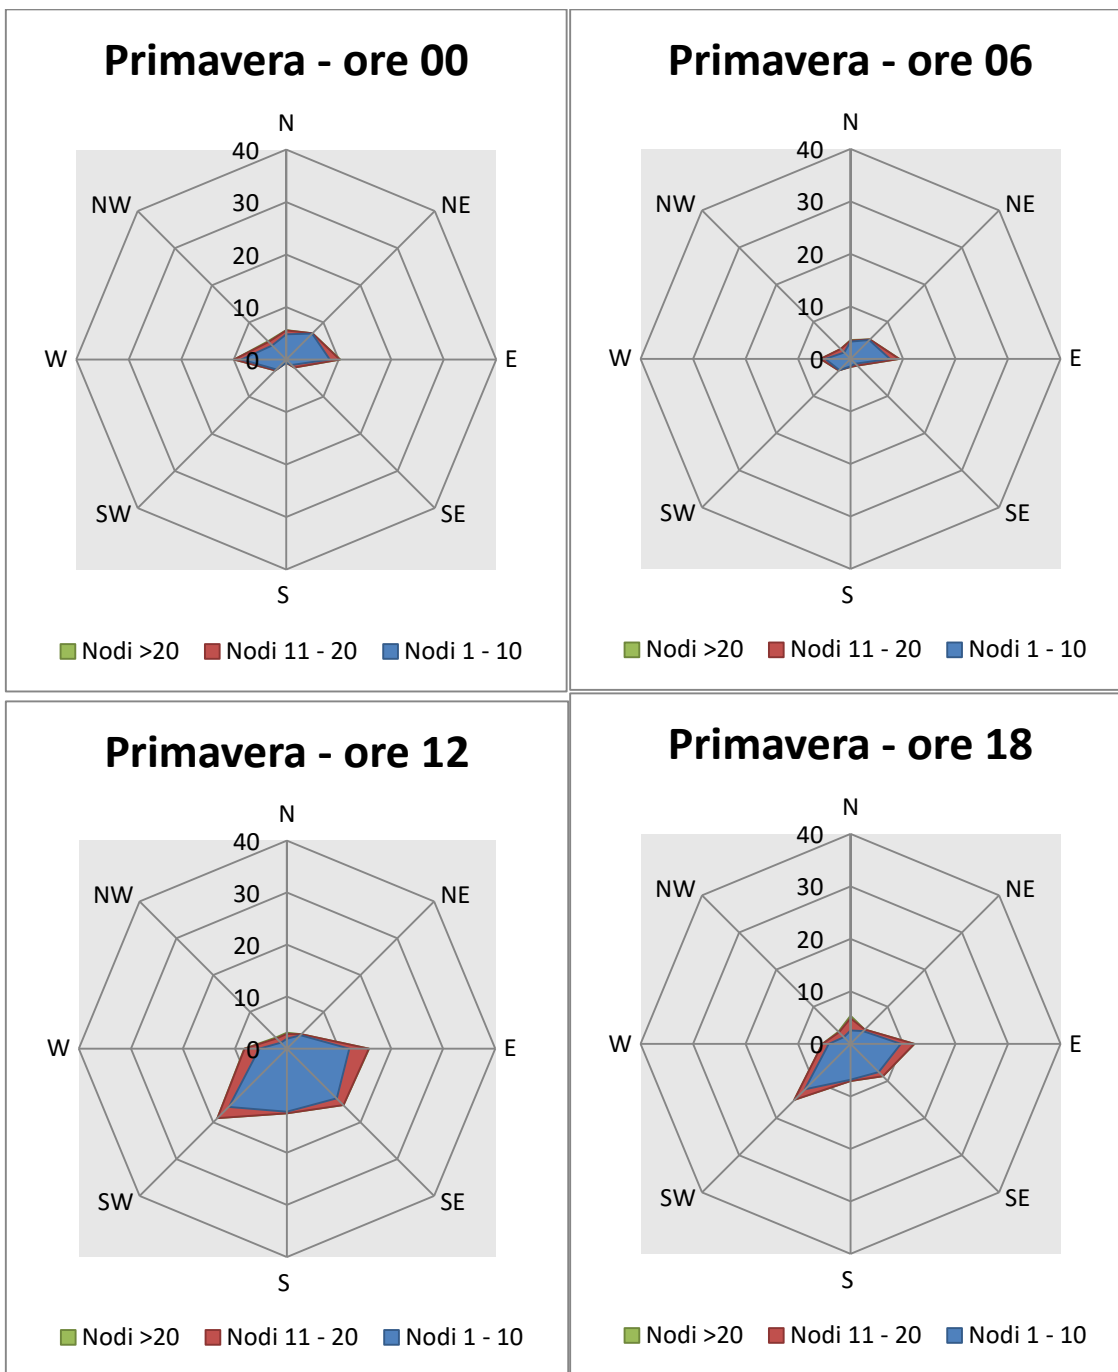 Primavera - ore 00
N
40
NW
NE
30
20
10
W
0
E
SW
SE
S
Nodi >20 Nodi 11 - 20 Nodi 1 - 10
Primavera - ore 06
N
40
NW
NE
30
20
10
W
0
E
SW
SE
S
Nodi >20 Nodi 11 - 20 Nodi 1 - 10
Primavera - ore 12
N
40
NW
NE
30
20
10
W
0
E
SW
SE
S
Nodi >20 Nodi 11 - 20 Nodi 1 - 10
Primavera - ore 18
N
40
NW
NE
30
20
10
W
0
E
SW
SE
S
Nodi >20 Nodi 11 - 20 Nodi 1 - 10